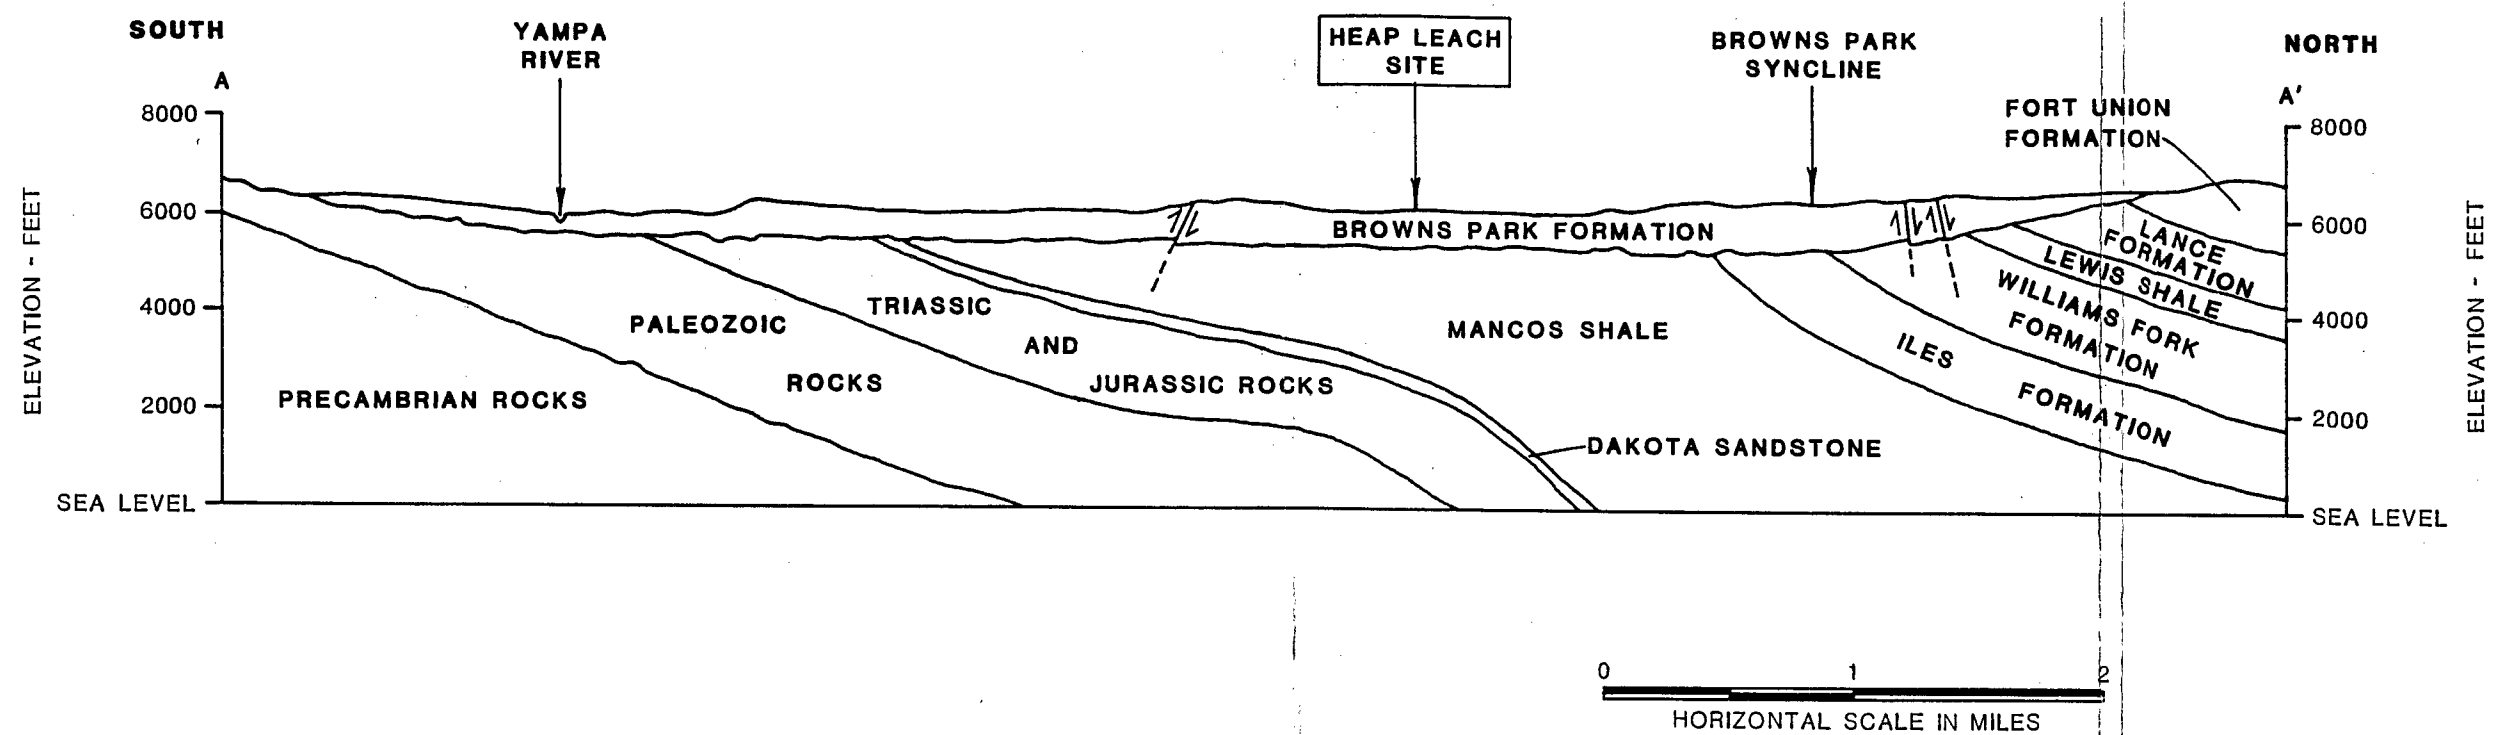 SOUTH
A
YAMPA
RIVER
HEAP LEACH
SITE
BROWNS PARK
SYNCLINE
NORTH
A'
FORT UNION
FORMATION
8000
6000
4000
2000
SEA LEVEL
ELEVATION - FEET
8000
6000
4000
2000
SEA LEVEL
ELEVATION - FEET
BROWNS PARK FORMATION
LANCE
FORMATION
LEWIS SHALE
WILLIAMS FORK
FORMATION
ILES
FORMATION
MANCOS SHALE
TRIASSIC
AND
JURASSIC ROCKS
PALEOZOIC
ROCKS
PRECAMBRIAN ROCKS
DAKOTA SANDSTONE
0 1 2
HORIZONTAL SCALE IN MILES